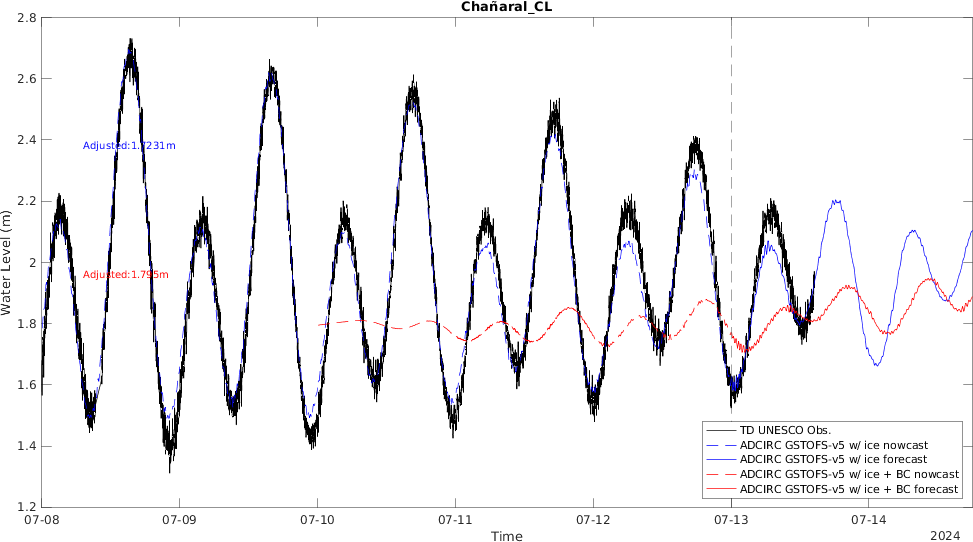 Chañaral_CL
2.8
2.6
2.4
2.2
2
1.8
1.6
1.4
1.2
Water Level (m)
Adjusted:1.7231m
Adjusted:1.795m
TD UNESCO Obs.
ADCIRC GSTOFS-v5 w/ ice nowcast
ADCIRC GSTOFS-v5 w/ ice forecast
ADCIRC GSTOFS-v5 w/ ice + BC nowcast
ADCIRC GSTOFS-v5 w/ ice + BC forecast
07-08 07-09 07-10 07-11 07-12 07-13 07-14
Time
2024